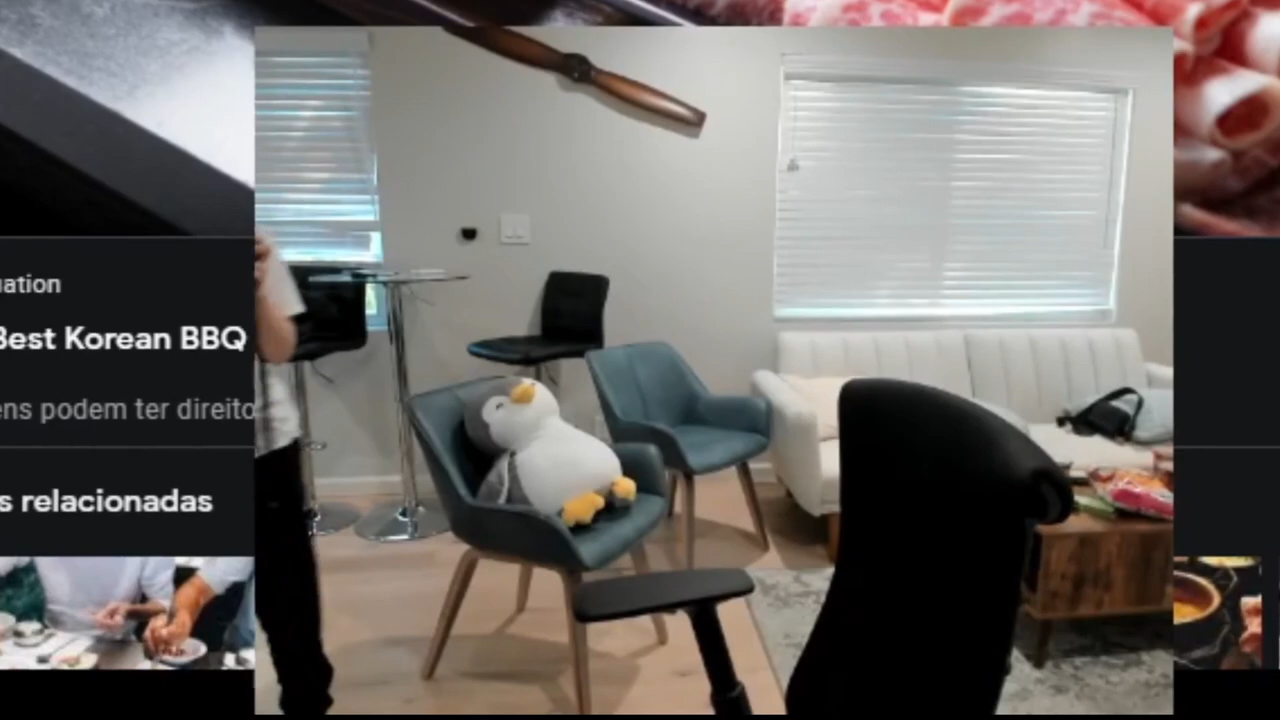 uation
Best Korean BBQ
ens podem ter direito
s relacionadas